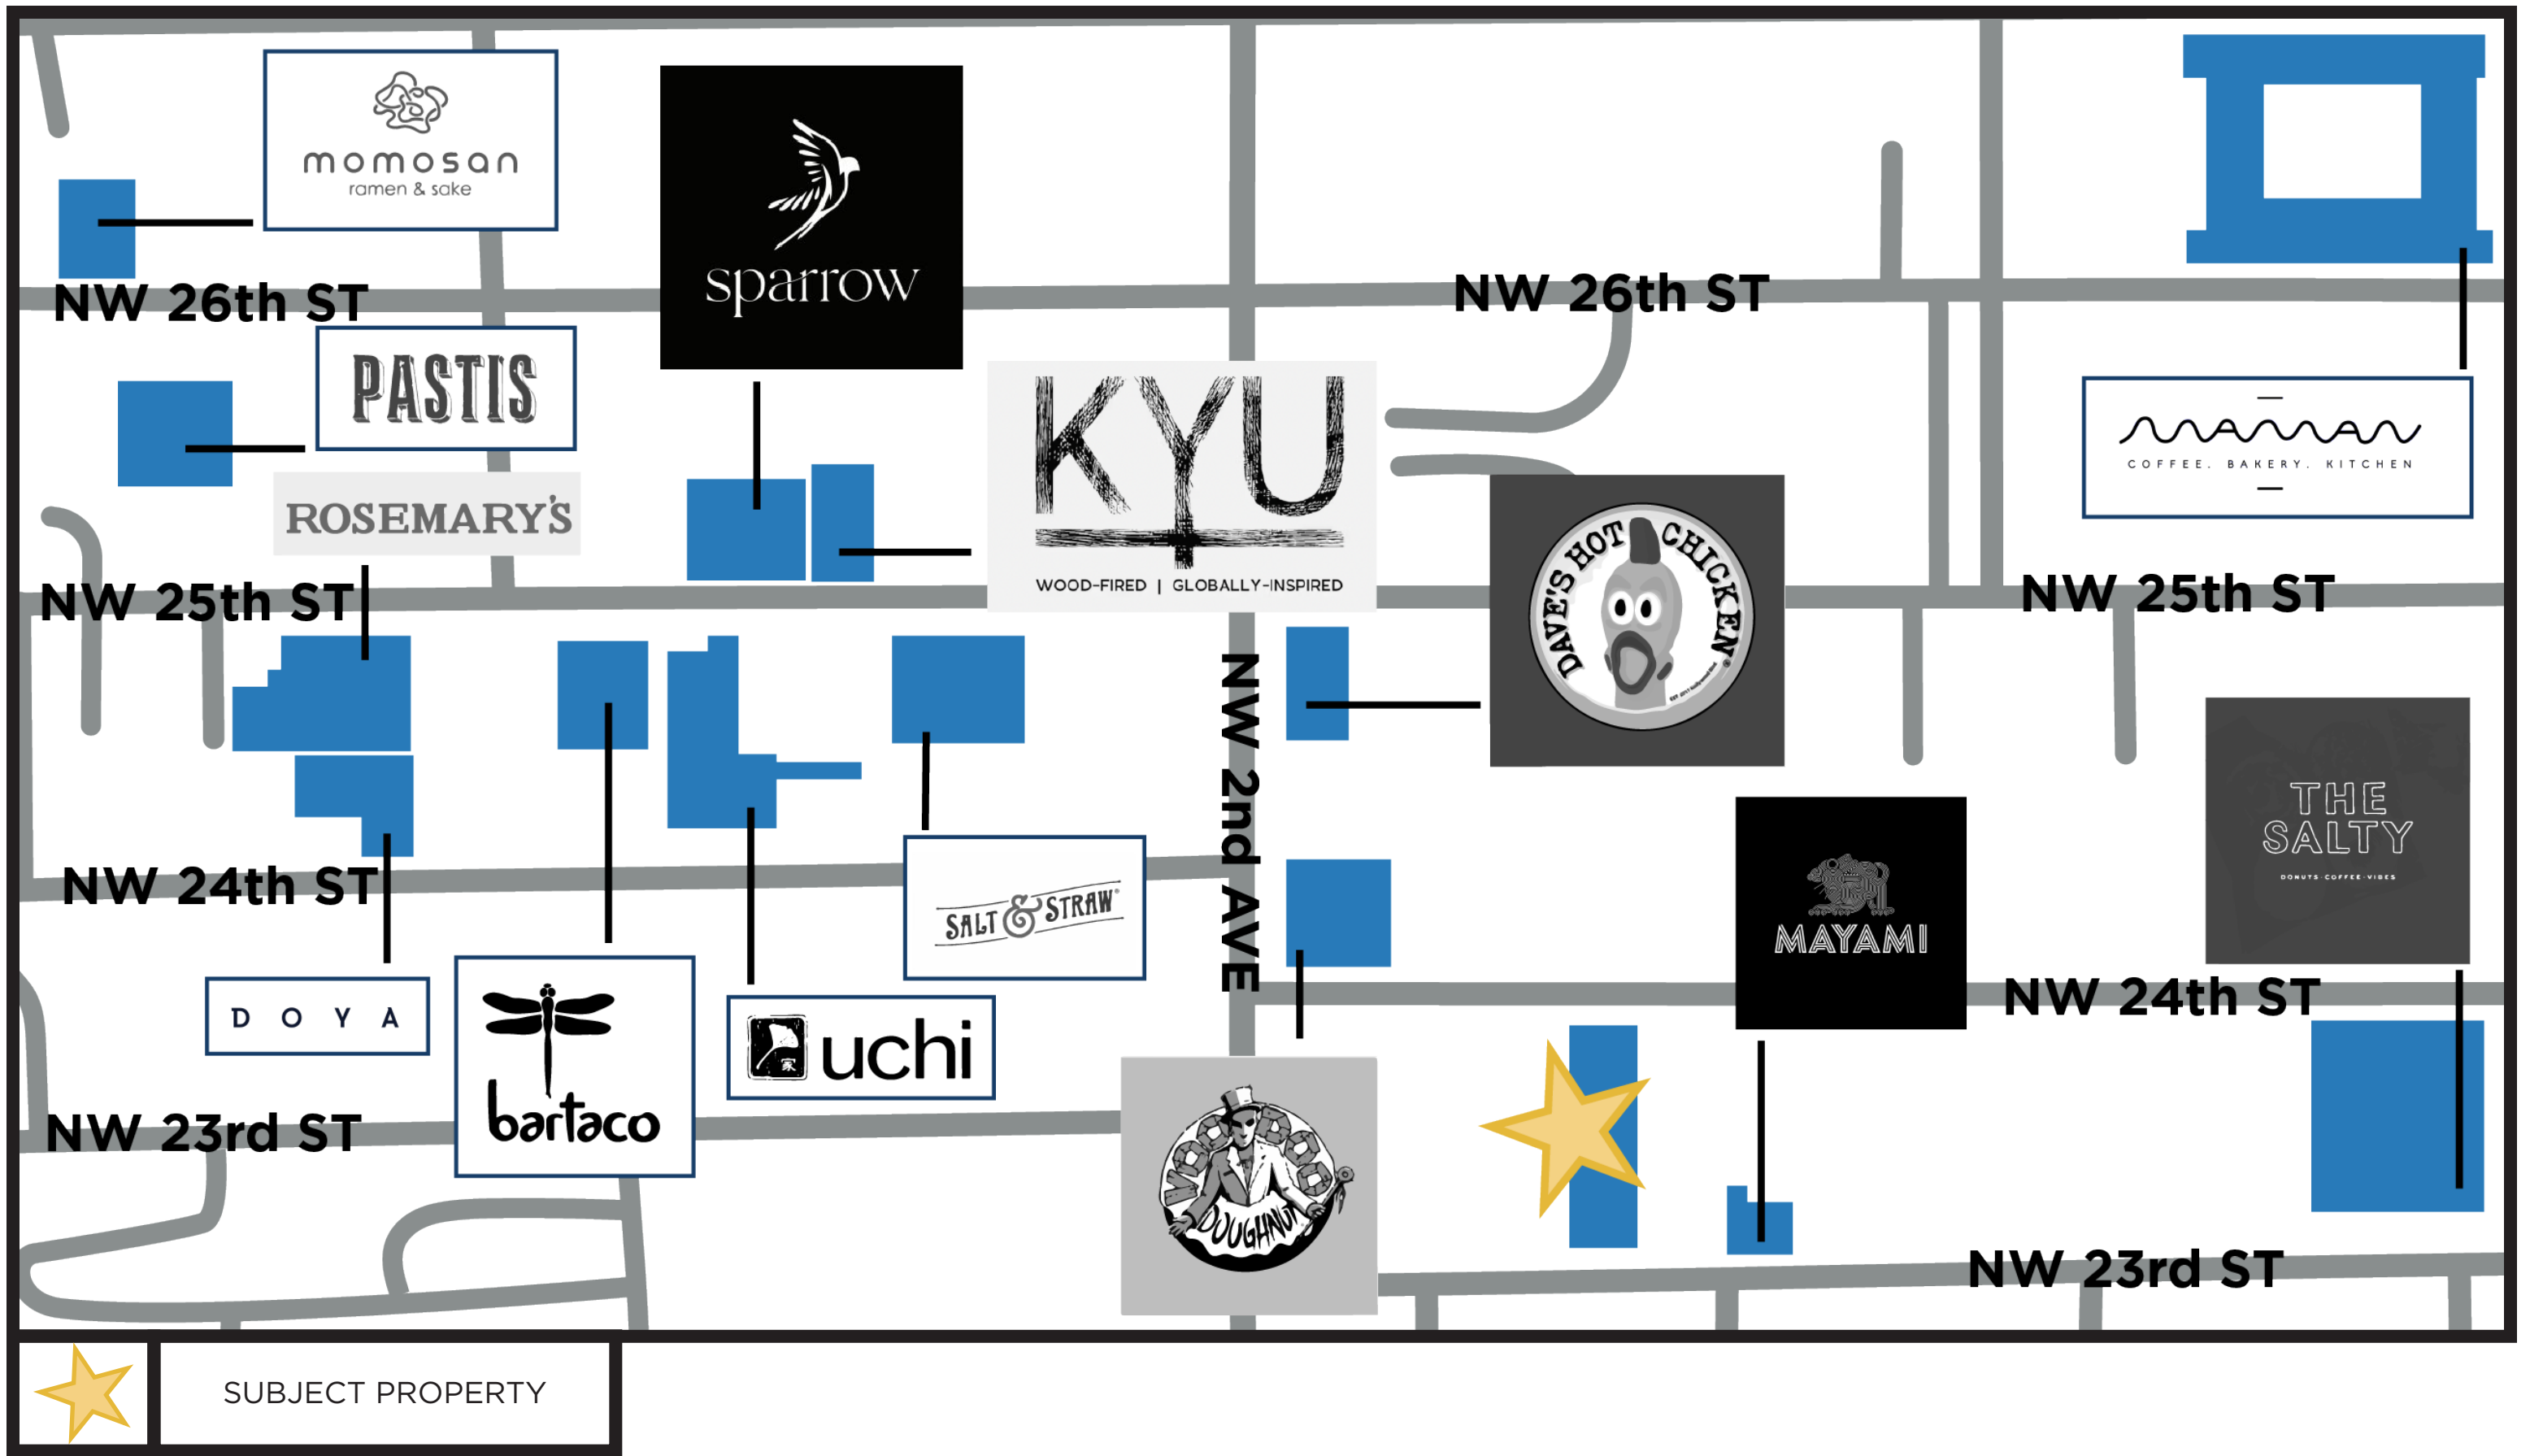 momosan
ramen & sake
sparrow
NW 26th ST
NW 26th ST
PASTIS
KYU
WOOD-FIRED | GLOBALLY-INSPIRED
COFFEE. BAKERY. KITCHEN
ROSEMARY'S
DAVE'S HOT CHICKEN
NW 25th ST
NW 25th ST
NW 2nd AVE
THE
SALTY
DONUTS·COFFEE·VIBES
NW 24th ST
SALT & STRAW
MAYAMI
NW 24th ST
DOYA
bartaco
uchi
VOODOO
DOUGHNUT
NW 23rd ST
NW 23rd ST
SUBJECT PROPERTY